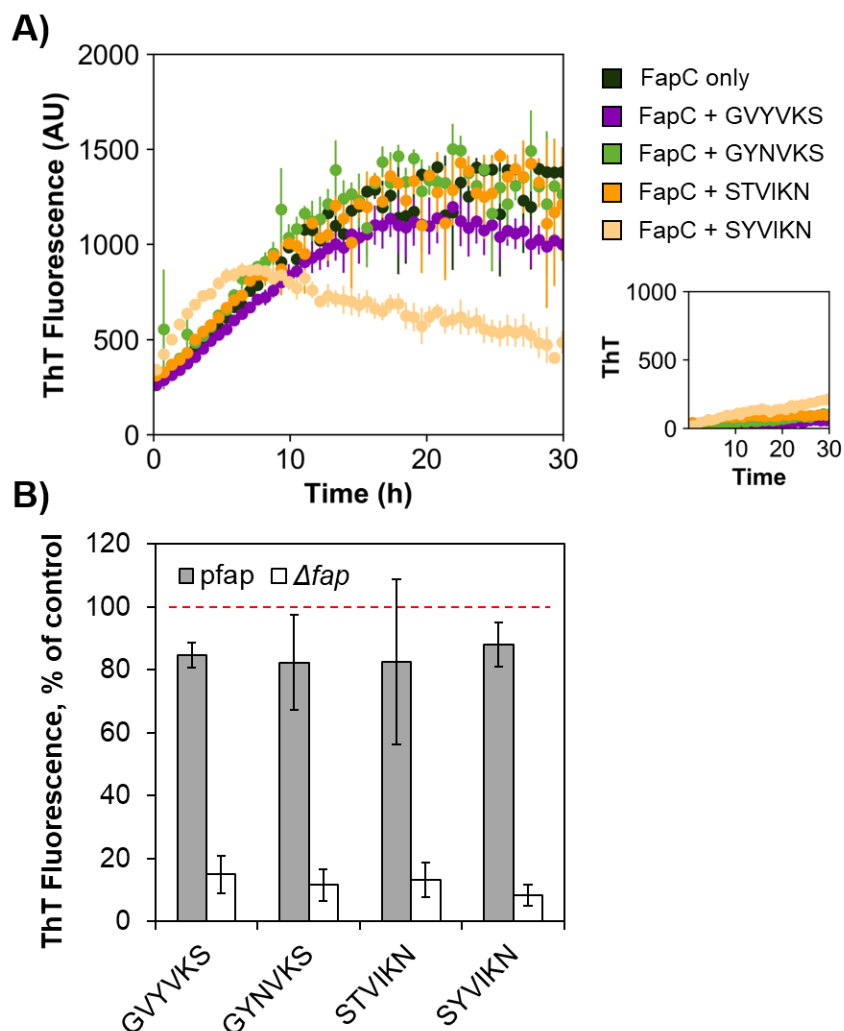 A)
ThT Fluorescence (AU)
2000
1500
1000
500
0
0 10 20 30
Time (h)
FapC only
FapC + GVYVKS
FapC + GYNVKS
FapC + STVIKN
FapC + SYVIKN
ThT
1000
500
0
10 20 30
Time
B)
ThT Fluorescence, % of control
120
100
80
60
40
20
0
pfap Δfap
GVYVKS
GYNVKS
STVIKN
SYVIKN